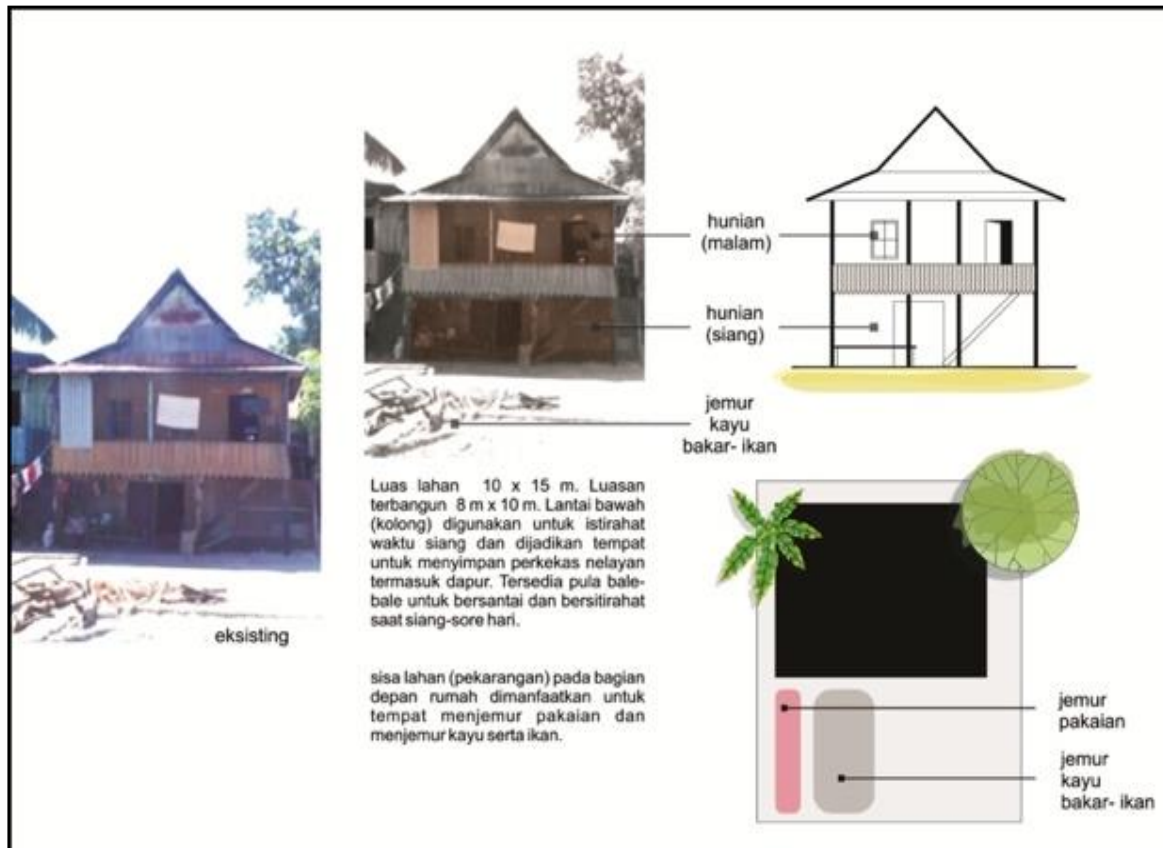 hunian
(malam)
hunian
(siang)
jemur
kayu
bakar- ikan
eksisting
Luas lahan 10 x 15 m. Luasan
terbangun 8 m x 10 m. Lantai bawah
(kolong) digunakan untuk istirahat
waktu siang dan dijadikan tempat
untuk menyimpan perkekas nelayan
termasuk dapur. Tersedia pula bale-
bale untuk bersantai dan bersitirahat
saat siang-sore hari.
sisa lahan (pekarangan) pada bagian
depan rumah dimanfaatkan untuk
tempat menjemur pakaian dan
menjemur kayu serta ikan.
jemur
pakaian
jemur
kayu
bakar- ikan